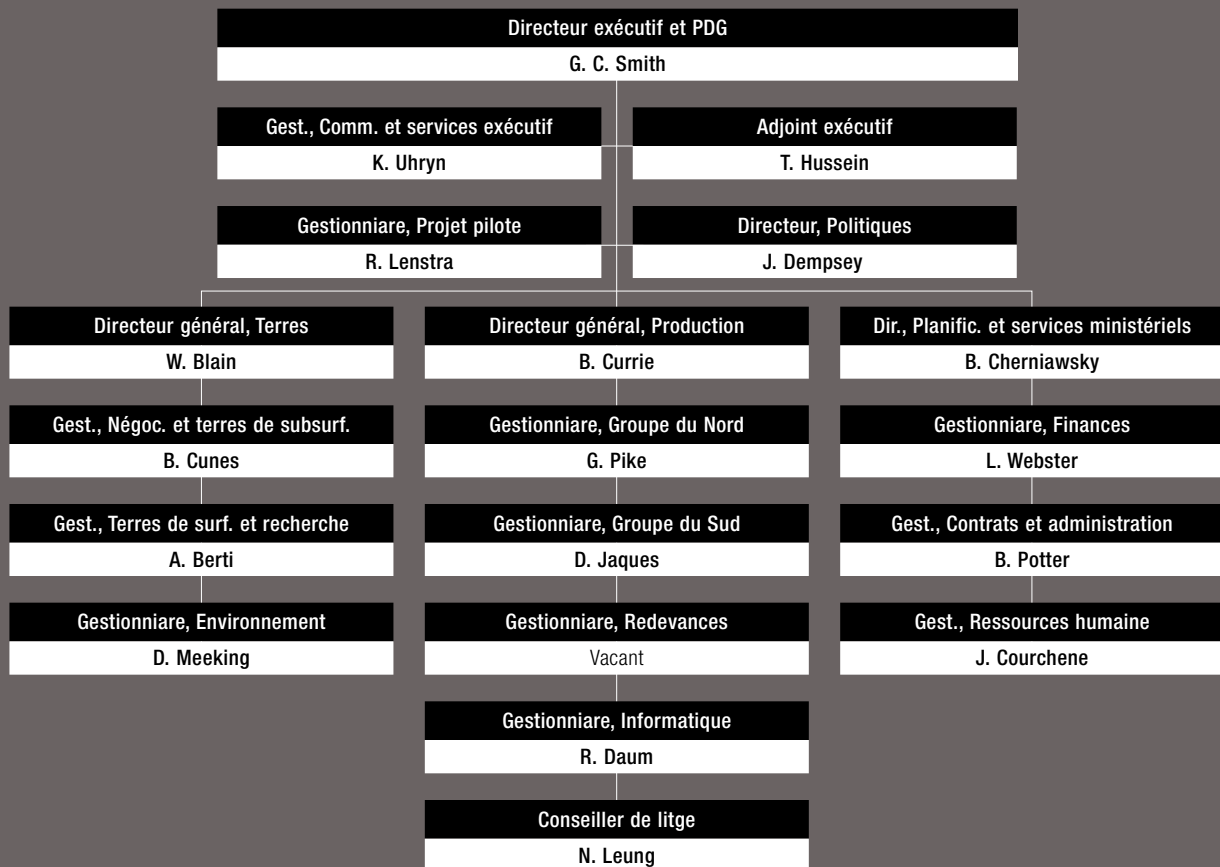 Directeur exécutif et PDG
G. C. Smith
Gest., Comm. et services exécutif
K. Uhryn
Adjoint exécutif
T. Hussein
Gestionniare, Projet pilote
R. Lenstra
Directeur, Politiques
J. Dempsey
Directeur général, Terres
W. Blain
Directeur général, Production
B. Currie
Dir., Planific. et services ministériels
B. Cherniawsky
Gest., Négoc. et terres de subsurf.
B. Cunes
Gestionniare, Groupe du Nord
G. Pike
Gestionniare, Finances
L. Webster
Gest., Terres de surf. et recherche
A. Berti
Gestionniare, Groupe du Sud
D. Jaques
Gest., Contrats et administration
B. Potter
Gestionniare, Environnement
D. Meeking
Gestionniare, Redevances
Vacant
Gest., Ressources humaine
J. Courchene
Gestionniare, Informatique
R. Daum
Conseiller de litge
N. Leung